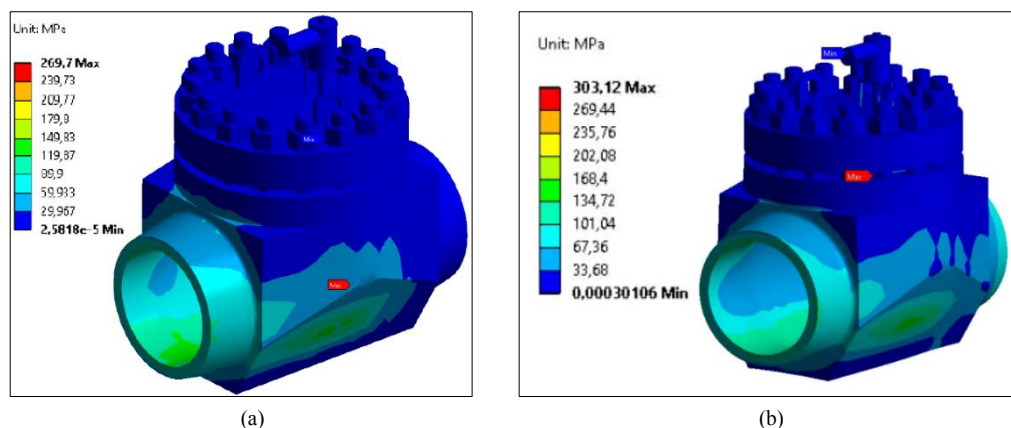 Unit: MPa
269,7 Max
239,73
209,77
179,8
149,83
119,87
89,9
59,933
29,967
2,5818e-5 Min
Min
Max
(a)
Unit: MPa
303,12 Max
269,44
235,76
202,08
168,4
134,72
101,04
67,36
33,68
0,00030106 Min
Min
Max
(b)